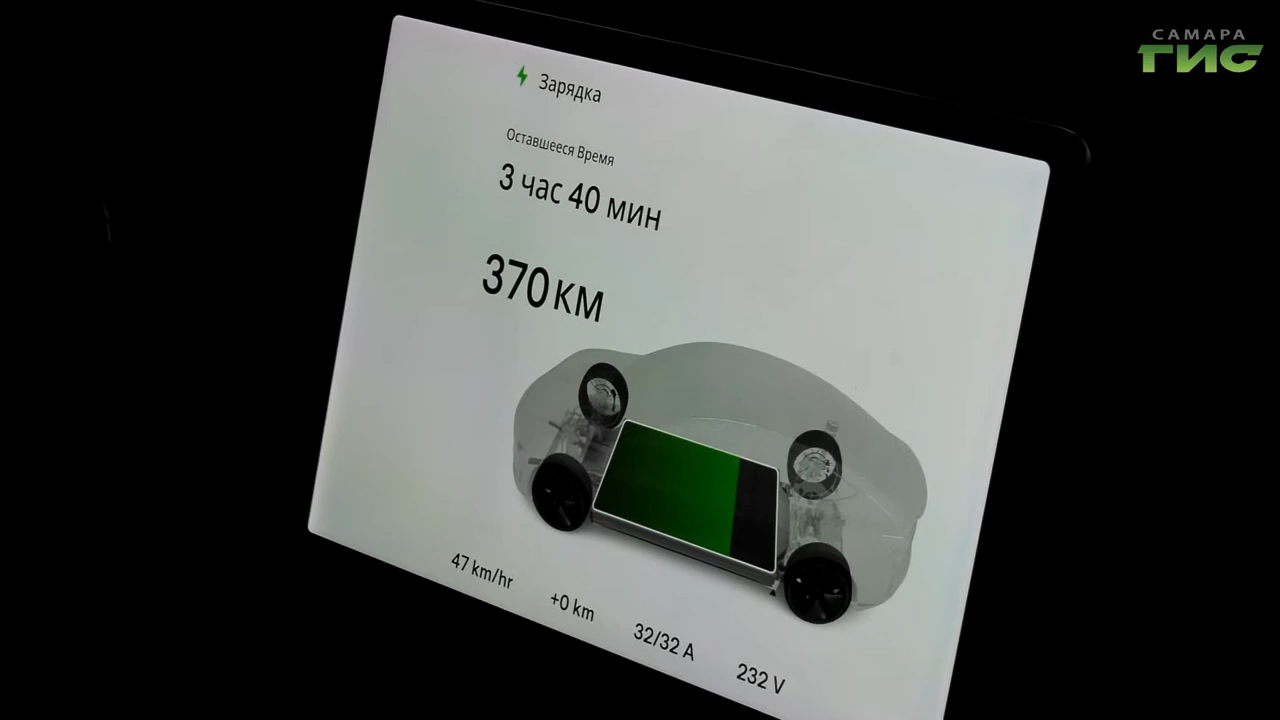 САМАРА
ГИС
Зарядка
Оставшееся Время
3 час 40 мин
370 км
47 km/hr
+0 km
32/32 A
232 V